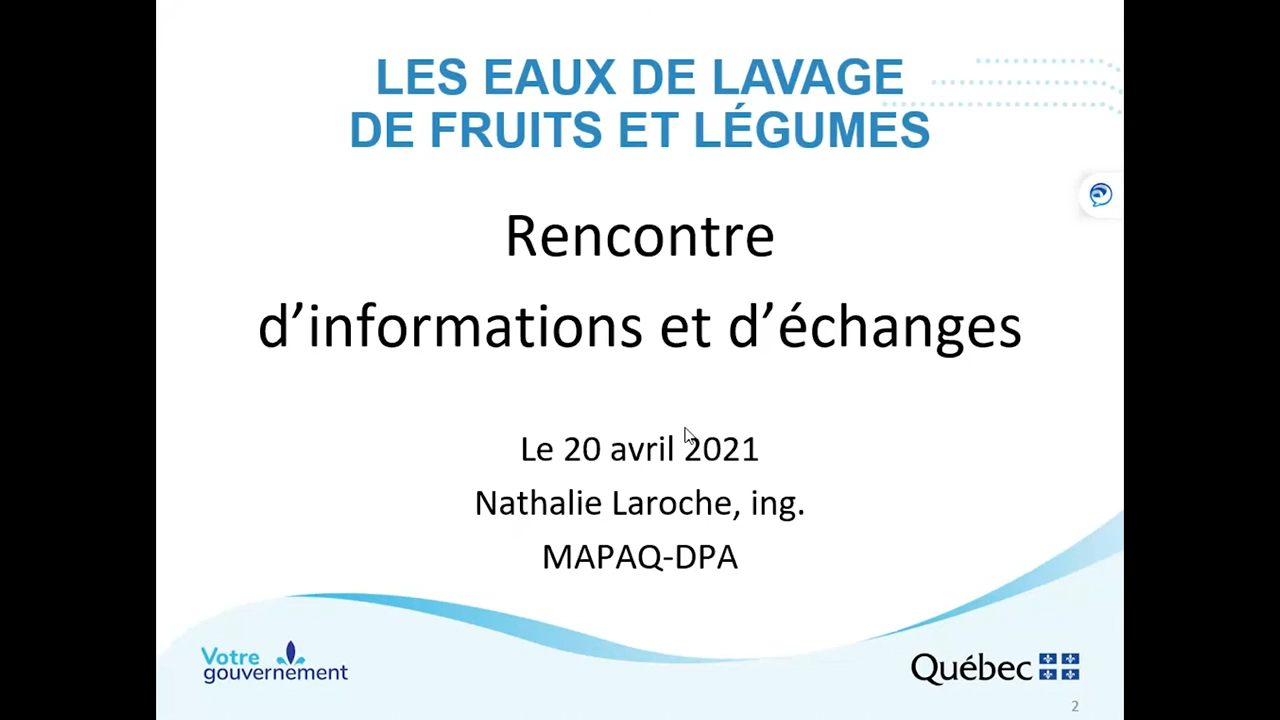 LES EAUX DE LAVAGE
DE FRUITS ET LÉGUMES
Rencontre
d’informations et d’échanges
Le 20 avril 2021
Nathalie Laroche, ing.
MAPAQ-DPA
Votre
gouvernement
Québec
2